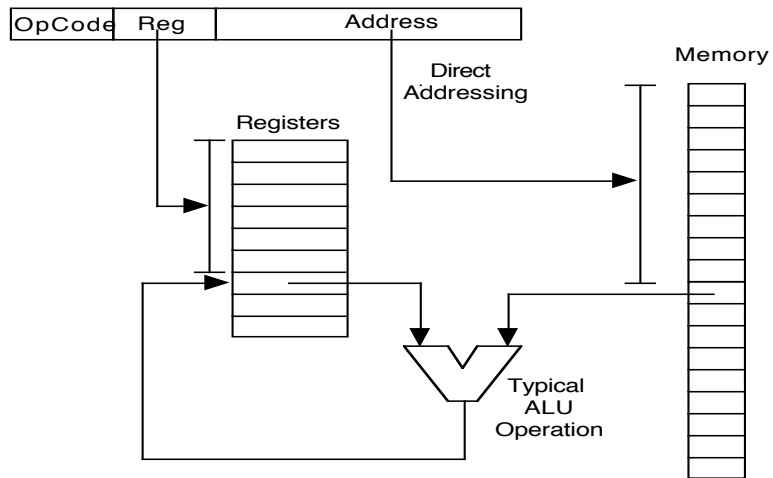 OpCode Reg Address
Direct
Addressing
Memory
Registers
Typical
ALU
Operation